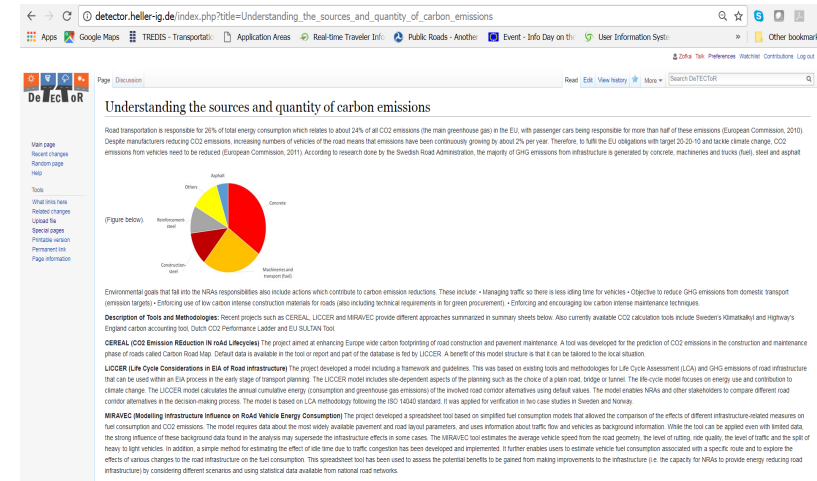 detector.heller-ig.de/index.php?title=Understanding_the_sources_and_quantity_of_carbon_emissions
Apps Google Maps TREDIS - Transportatio Application Areas Real-time Traveler Info Public Roads - Another Event - Info Day on the User Information Syste » Other bookmark
Zofka Talk Preferences Watchlist Contributions Log out
Page Discussion Read Edit View history More Search DeTECToR
DeTECToR
Understanding the sources and quantity of carbon emissions
Road transportation is responsible for 26% of total energy consumption which relates to about 24% of all CO2 emissions (the main greenhouse gas) in the EU, with passenger cars being responsible for more than half of these emissions (European Commission, 2010).
Despite manufacturers reducing CO2 emissions, increasing numbers of vehicles of the road means that emissions have been continuously growing by about 2% per year. Therefore, to fulfil the EU obligations with target 20-20-10 and tackle climate change, CO2
emissions from vehicles need to be reduced (European Commission, 2011). According to research done by the Swedish Road Administration, the majority of GHG emissions from infrastructure is generated by concrete, machineries and trucks (fuel), steel and asphalt
Main page
Recent changes
Random page
Help
Tools
What links here
Related changes
Upload file
Special pages
Printable version
Permanent link
Page information
(Figure below).
Asphalt
Others
Concrete
Reinforcement-
steel
Construction-
steel
Machineries and
transport (fuel)
Environmental goals that fall into the NRAs responsibilities also include actions which contribute to carbon emission reductions. These include: • Managing traffic so there is less idling time for vehicles • Objective to reduce GHG emissions from domestic transport
(emission targets) • Enforcing use of low carbon intense construction materials for roads (also including technical requirements in for green procurement). • Enforcing and encouraging low carbon intense maintenance techniques.
Description of Tools and Methodologies: Recent projects such as CEREAL, LICCER and MIRAVEC provide different approaches summarized in summary sheets below. Also currently available CO2 calculation tools include Sweden's Klimatkalkyl and Highway's
England carbon accounting tool, Dutch CO2 Performance Ladder and EU SULTAN Tool.
CEREAL (CO2 Emission REduction IN roAd Lifecycles) The project aimed at enhancing Europe wide carbon footprinting of road construction and pavement maintenance. A tool was developed for the prediction of CO2 emissions in the construction and maintenance
phase of roads called Carbon Road Map. Default data is available in the tool or report and part of the database is fed by LICCER. A benefit of this model structure is that it can be tailored to the local situation.
LICCER (Life Cycle Considerations in EIA of Road infrastructure) The project developed a model including a framework and guidelines. This was based on existing tools and methodologies for Life Cycle Assessment (LCA) and GHG emissions of road infrastructure
that can be used within an EIA process in the early stage of transport planning. The LICCER model includes site-dependent aspects of the planning such as the choice of a plain road, bridge or tunnel. The life-cycle model focuses on energy use and contribution to
climate change. The LICCER model calculates the annual cumulative energy (consumption and greenhouse gas emissions) of the involved road corridor alternatives using default values. The model enables NRAs and other stakeholders to compare different road
corridor alternatives in the decision-making process. The model is based on LCA methodology following the ISO 14040 standard. It was applied for verification in two case studies in Sweden and Norway.
MIRAVEC (Modelling Infrastructure influence on RoAd Vehicle Energy Consumption) The project developed a spreadsheet tool based on simplified fuel consumption models that allowed the comparison of the effects of different infrastructure-related measures on
fuel consumption and CO2 emissions. The model requires data about the most widely available pavement and road layout parameters, and uses information about traffic flow and vehicles as background information. While the tool can be applied even with limited data,
the strong influence of these background data found in the analysis may supersede the infrastructure effects in some cases. The MIRAVEC tool estimates the average vehicle speed from the road geometry, the level of rutting, ride quality, the level of traffic and the split of
heavy to light vehicles. In addition, a simple method for estimating the effect of idle time due to traffic congestion has been developed and implemented. It further enables users to estimate vehicle fuel consumption associated with a specific route and to explore the
effects of various changes to the road infrastructure on the fuel consumption. This spreadsheet tool has been used to assess the potential benefits to be gained from making improvements to the infrastructure (i.e. the capacity for NRAs to provide energy reducing road
infrastructure) by considering different scenarios and using statistical data available from national road networks.